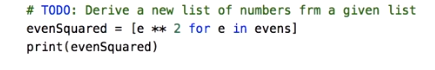 # TODO: Derive a new list of numbers frm a given list
evenSquared = [e ** 2 for e in evens]
print(evenSquared)